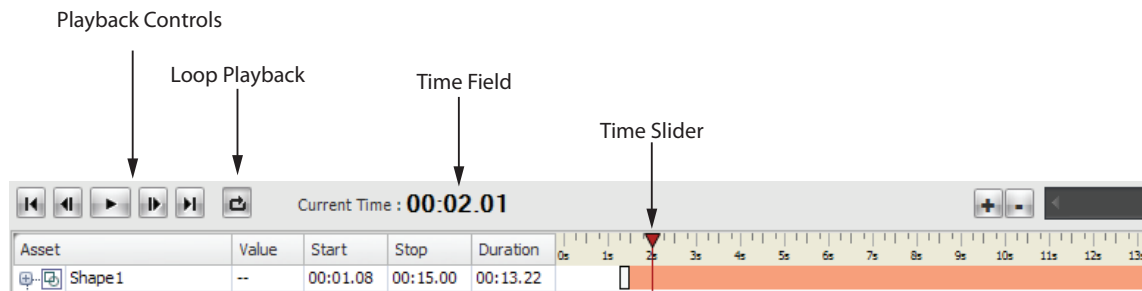 Playback Controls
Loop Playback
Time Field
Time Slider
Current Time : 00:02.01
+ -
Asset Value Start Stop Duration 0s 1s 2s 3s 4s 5s 6s 7s 8s 9s 10s 11s 12s 13s
Shape1 -- 00:01.08 00:15.00 00:13.22